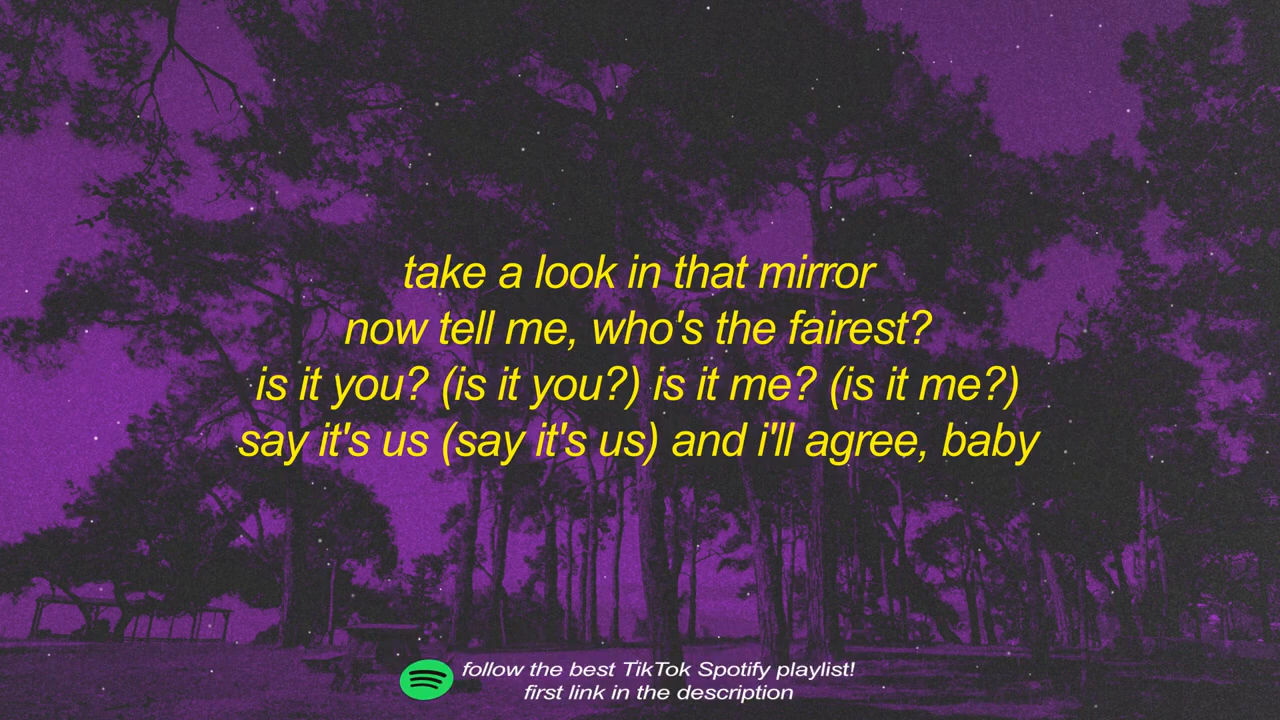 take a look in that mirror
now tell me, who's the fairest?
is it you? (is it you?) is it me? (is it me?)
say it's us (say it's us) and i'll agree, baby
follow the best TikTok Spotify playlist!
first link in the description